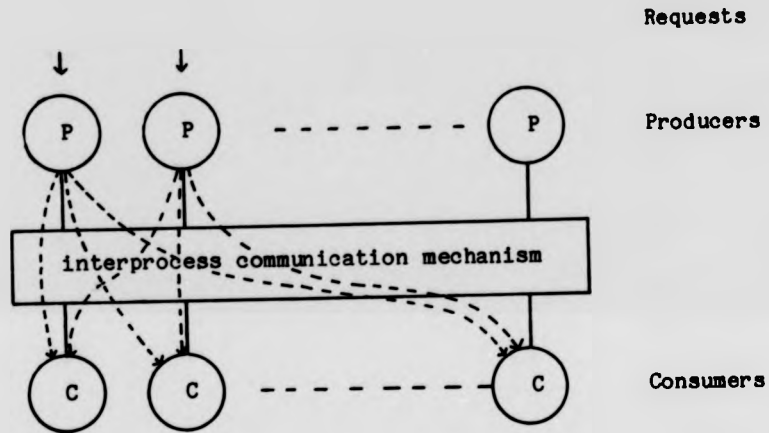 Requests
P P P Producers
interprocess communication mechanism
C C C Consumers